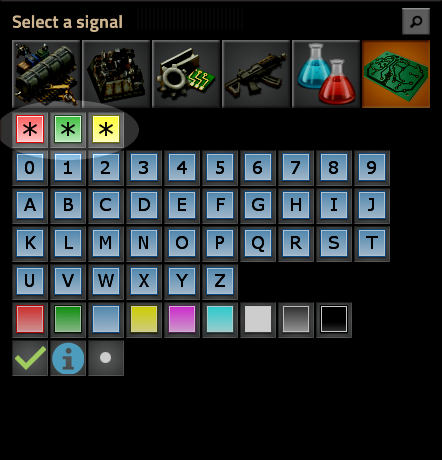 Select a signal
* * *
0 1 2 3 4 5 6 7 8 9
A B C D E F G H I J
K L M N O P Q R S T
U V W X Y Z
i